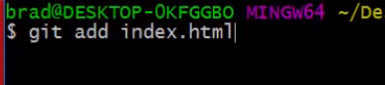 brad@DESKTOP-0KFGGBO MINGW64 ~/De
$ git add index.html